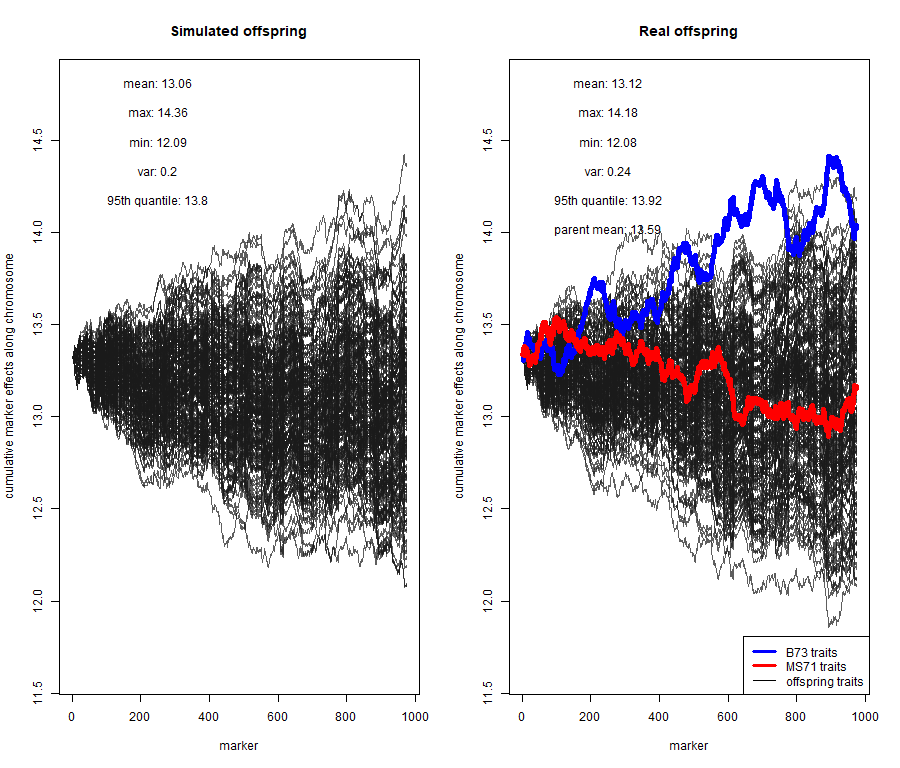 Simulated offspring
mean: 13.06
max: 14.36
min: 12.09
var: 0.2
95th quantile: 13.8
cumulative marker effects along chromosome
14.5
14.0
13.5
13.0
12.5
12.0
11.5
0 200 400 600 800 1000
marker
Real offspring
mean: 13.12
max: 14.18
min: 12.08
var: 0.24
95th quantile: 13.92
parent mean: 13.59
cumulative marker effects along chromosome
14.5
14.0
13.5
13.0
12.5
12.0
11.5
B73 traits
MS71 traits
offspring traits
0 200 400 600 800 1000
marker